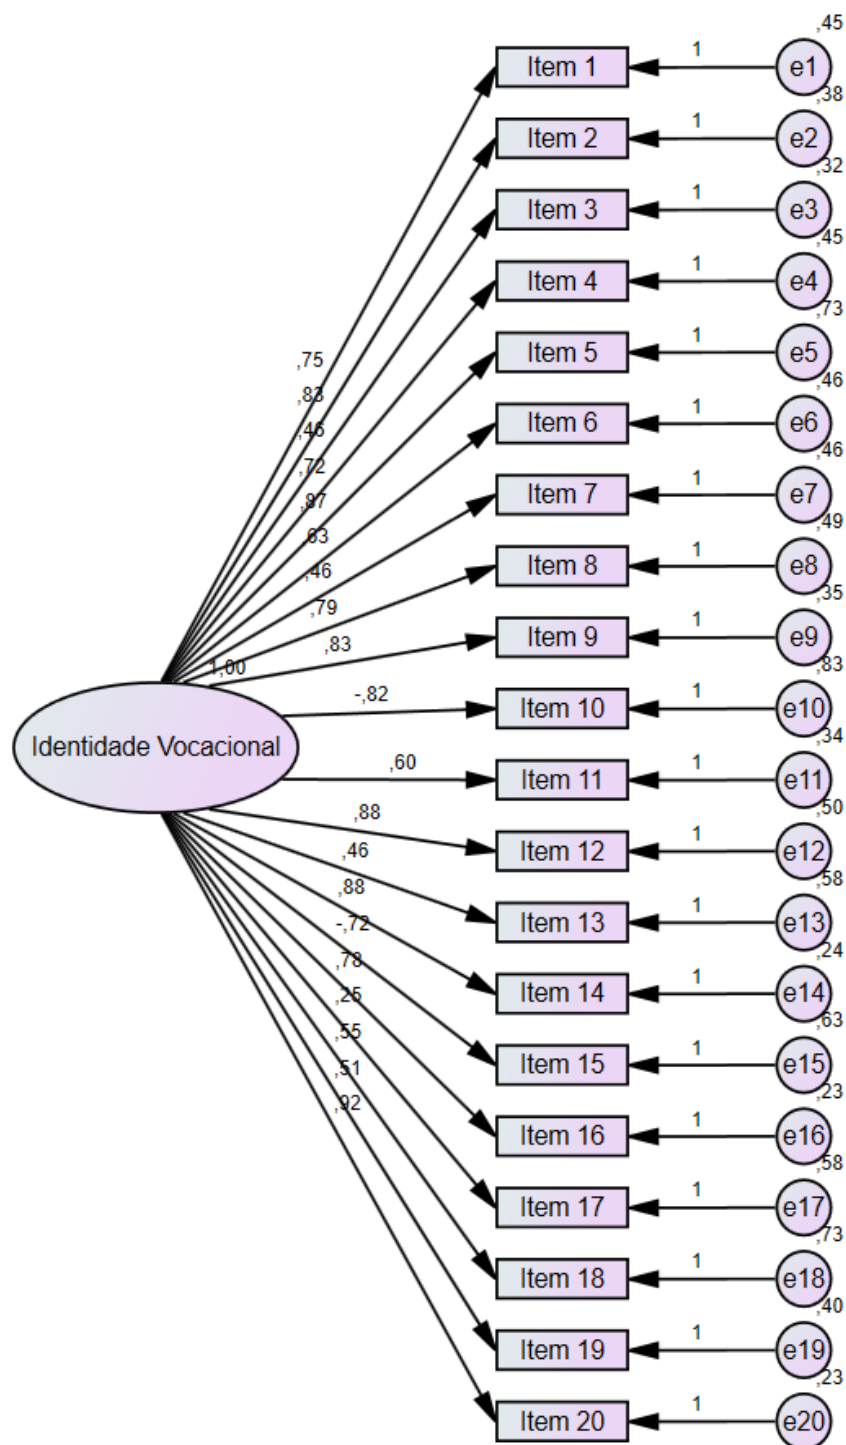 ,45
Item 1 1 e1
,38
Item 2 1 e2
,32
Item 3 1 e3
,45
Item 4 1 e4
,73
Item 5 1 e5
,46
Item 6 1 e6
,46
Item 7 1 e7
,49
Item 8 1 e8
,35
Item 9 1 e9
,83
Item 10 1 e10
,34
Item 11 1 e11
,50
Item 12 1 e12
,58
Item 13 1 e13
,24
Item 14 1 e14
,63
Item 15 1 e15
,23
Item 16 1 e16
,58
Item 17 1 e17
,73
Item 18 1 e18
,40
Item 19 1 e19
,23
Item 20 1 e20
,75
,83
,46
,72
,87
,63
,46
,79
,83
1,00
-,82
Identidade Vocacional
,60
,88
,46
,88
-,72
,78
,25
,55
,51
,92